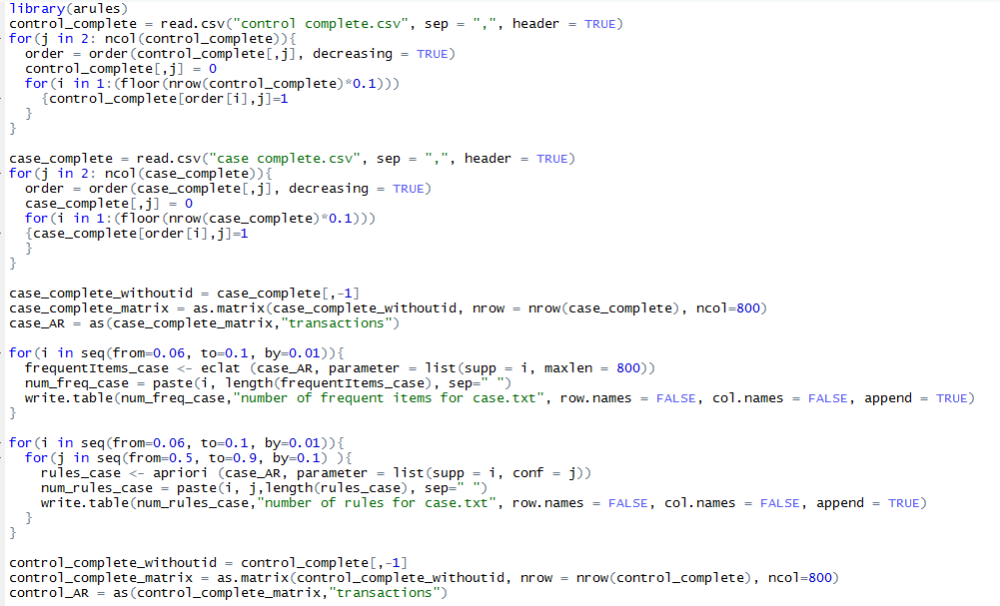 library(arules)
control_complete = read.csv("control complete.csv", sep = ",", header = TRUE)
for(j in 2: ncol(control_complete)){
  order = order(control_complete[,j], decreasing = TRUE)
  control_complete[,j] = 0
  for(i in 1:(floor(nrow(control_complete)*0.1)))
    {control_complete[order[i],j]=1
  }
}

case_complete = read.csv("case complete.csv", sep = ",", header = TRUE)
for(j in 2: ncol(case_complete)){
  order = order(case_complete[,j], decreasing = TRUE)
  case_complete[,j] = 0
  for(i in 1:(floor(nrow(case_complete)*0.1)))
  {case_complete[order[i],j]=1
  }
}

case_complete_withoutid = case_complete[,-1]
case_complete_matrix = as.matrix(case_complete_withoutid, nrow = nrow(case_complete), ncol=800)
case_AR = as(case_complete_matrix,"transactions")

for(i in seq(from=0.06, to=0.1, by=0.01)){
  frequentItems_case <- eclat (case_AR, parameter = list(supp = i, maxlen = 800))
  num_freq_case = paste(i, length(frequentItems_case), sep=" ")
  write.table(num_freq_case,"number of frequent items for case.txt", row.names = FALSE, col.names = FALSE, append = TRUE)
}

for(i in seq(from=0.06, to=0.1, by=0.01)){
  for(j in seq(from=0.5, to=0.9, by=0.1) ){
    rules_case <- apriori (case_AR, parameter = list(supp = i, conf = j))
    num_rules_case = paste(i, j,length(rules_case), sep=" ")
    write.table(num_rules_case,"number of rules for case.txt", row.names = FALSE, col.names = FALSE, append = TRUE)
  }
}

control_complete_withoutid = control_complete[,-1]
control_complete_matrix = as.matrix(control_complete_withoutid, nrow = nrow(control_complete), ncol=800)
control_AR = as(control_complete_matrix,"transactions")